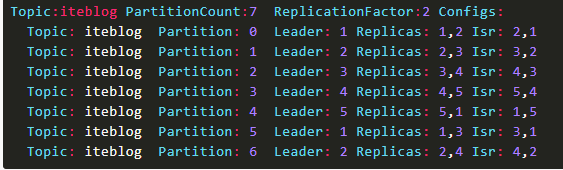 Topic:iteblog PartitionCount:7 ReplicationFactor:2 Configs:
Topic: iteblog Partition: 0 Leader: 1 Replicas: 1,2 Isr: 2,1
Topic: iteblog Partition: 1 Leader: 2 Replicas: 2,3 Isr: 3,2
Topic: iteblog Partition: 2 Leader: 3 Replicas: 3,4 Isr: 4,3
Topic: iteblog Partition: 3 Leader: 4 Replicas: 4,5 Isr: 5,4
Topic: iteblog Partition: 4 Leader: 5 Replicas: 5,1 Isr: 1,5
Topic: iteblog Partition: 5 Leader: 1 Replicas: 1,3 Isr: 3,1
Topic: iteblog Partition: 6 Leader: 2 Replicas: 2,4 Isr: 4,2